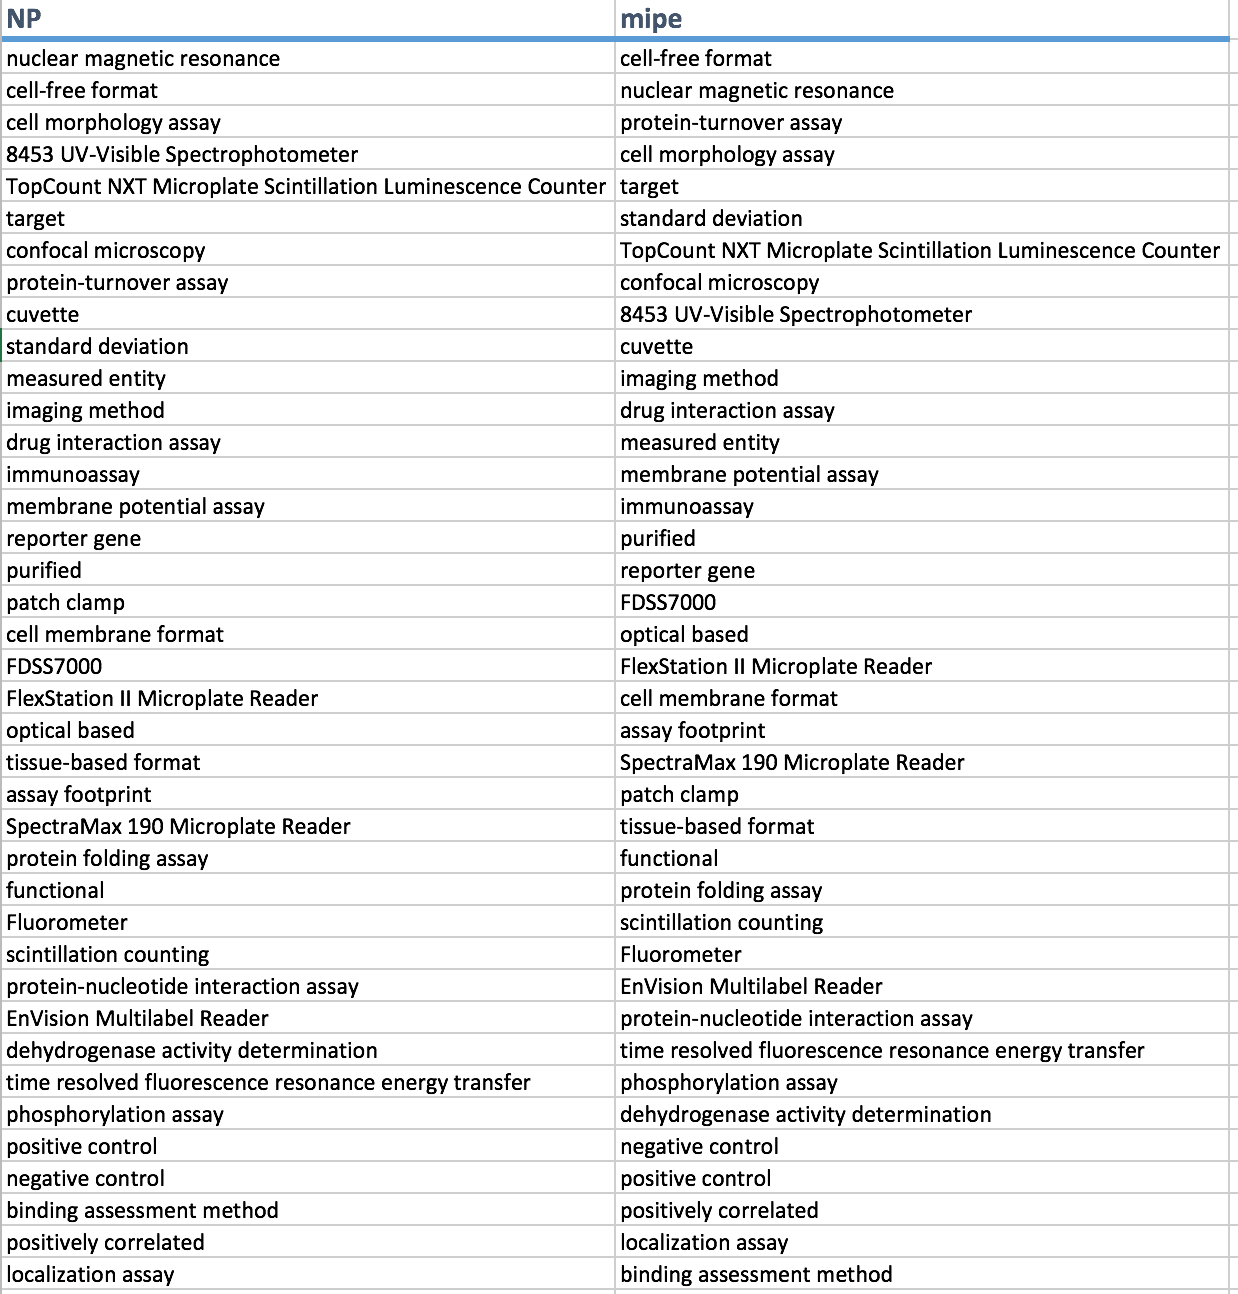 NP mipe
nuclear magnetic resonance cell-free format
cell-free format nuclear magnetic resonance
cell morphology assay protein-turnover assay
8453 UV-Visible Spectrophotometer cell morphology assay
TopCount NXT Microplate Scintillation Luminescence Counter target
target standard deviation
confocal microscopy TopCount NXT Microplate Scintillation Luminescence Counter
protein-turnover assay confocal microscopy
cuvette 8453 UV-Visible Spectrophotometer
standard deviation cuvette
measured entity imaging method
imaging method drug interaction assay
drug interaction assay measured entity
immunoassay membrane potential assay
membrane potential assay immunoassay
reporter gene purified
purified reporter gene
patch clamp FDSS7000
cell membrane format optical based
FDSS7000 FlexStation II Microplate Reader
FlexStation II Microplate Reader cell membrane format
optical based assay footprint
tissue-based format SpectraMax 190 Microplate Reader
assay footprint patch clamp
SpectraMax 190 Microplate Reader tissue-based format
protein folding assay functional
functional protein folding assay
Fluorometer scintillation counting
scintillation counting Fluorometer
protein-nucleotide interaction assay EnVision Multilabel Reader
EnVision Multilabel Reader protein-nucleotide interaction assay
dehydrogenase activity determination time resolved fluorescence resonance energy transfer
time resolved fluorescence resonance energy transfer phosphorylation assay
phosphorylation assay dehydrogenase activity determination
positive control negative control
negative control positive control
binding assessment method positively correlated
positively correlated localization assay
localization assay binding assessment method